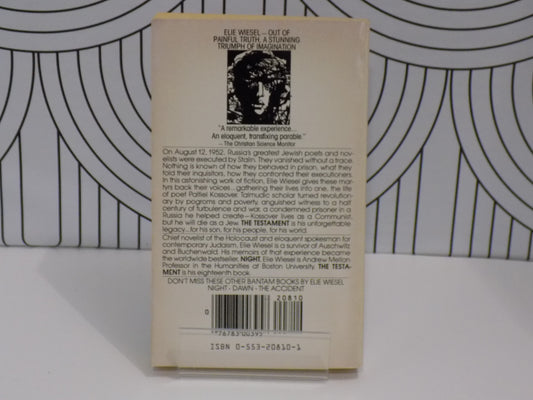 ELIE WIESEL — OUT OF
PAINFUL TRUTH, A STUNNING
TRIUMPH OF IMAGINATION
"A remarkable experience...
An eloquent, transfixing parable."
— The Christian Science Monitor
On August 12, 1952, Russia's greatest Jewish poets and nov-
elists were executed by Stalin. They vanished without a trace.
Nothing is known of how they behaved in prison, what they
told their inquisitors, how they confronted their executioners.
In this astonishing work of fiction, Elie Wiesel gives these mar-
tyrs back their voices...gathering their lives into one, the life
of poet Paltiel Kossover. Talmudic scholar turned revolutionary
by pogroms and poverty, anguished witness to a half
century of turbulence and war, a condemned prisoner in a
Russia he helped create—Kossover lives as a Communist,
but he will die as a Jew. THE TESTAMENT is his unforgettable
legacy...for his son, for his people, for his world.
Chief novelist of the Holocaust and eloquent spokesman for
contemporary Judaism, Elie Wiesel is a survivor of Auschwitz
and Buchenwald. His memoirs of that experience became
the worldwide bestseller, NIGHT. Elie Wiesel is Andrew Mellon
Professor in the Humanities at Boston University. THE TESTA-
MENT is his eighteenth book.
DON'T MISS THESE OTHER BANTAM BOOKS BY ELIE WIESEL
NIGHT - DAWN - THE ACCIDENT
20810
0
76783 00395
ISBN 0-553-20810-1